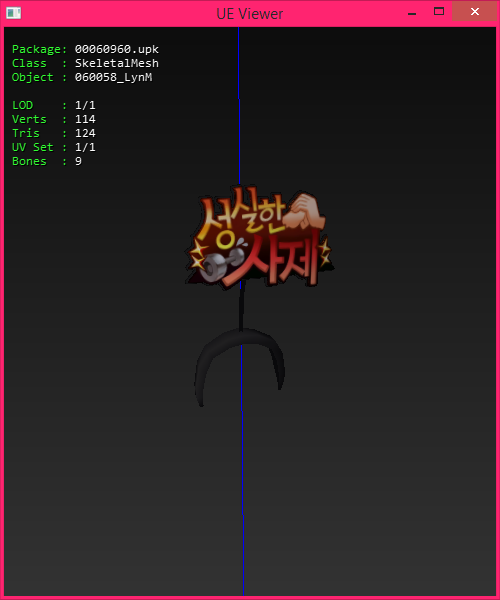 UE Viewer
Package: 00060960.upk
Class : SkeletalMesh
Object : 060058_LynM
LOD : 1/1
Verts : 114
Tris : 124
UV Set : 1/1
Bones : 9
성실한
사제